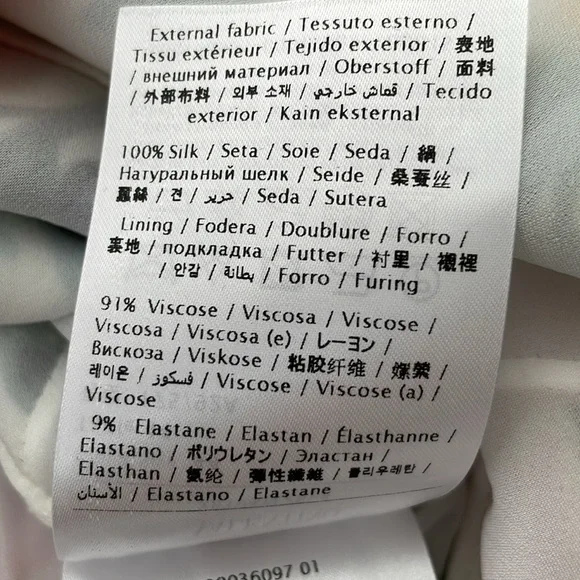 External fabric / Tessuto esterno /
Tissu extérieur / Tejido exterior / 表地
/ внешний материал / Oberstoff / 面料
/ 外部布料 / 외부 소재 / قماش خارجي / Tecido
exterior / Kain eksternal
100% Silk / Seta / Soie / Seda / 絹 /
Натуральный шелк / Seide / 桑蚕丝 /
蠶絲 / 견 / حرير / Seda / Sutera
Lining / Fodera / Doublure / Forro /
裏地 / подкладка / Futter / 衬里 / 襯裡
/ 안감 / بطانة / Forro / Furing
91% Viscose / Viscosa / Viscose /
Viscosa / Viscosa (e) / レーヨン /
Вискоза / Viskose / 粘胶纤维 / 嫘縈 /
레이온 / فسكوز / Viscose / Viscose (a) /
Viscose
9% Elastane / Elastan / Élasthanne /
Elastano / ポリウレタン / Эластан /
Elasthan / 氨纶 / 彈性纖維 / 폴리우레탄 /
الأستان / Elastano / Elastane
036097 01